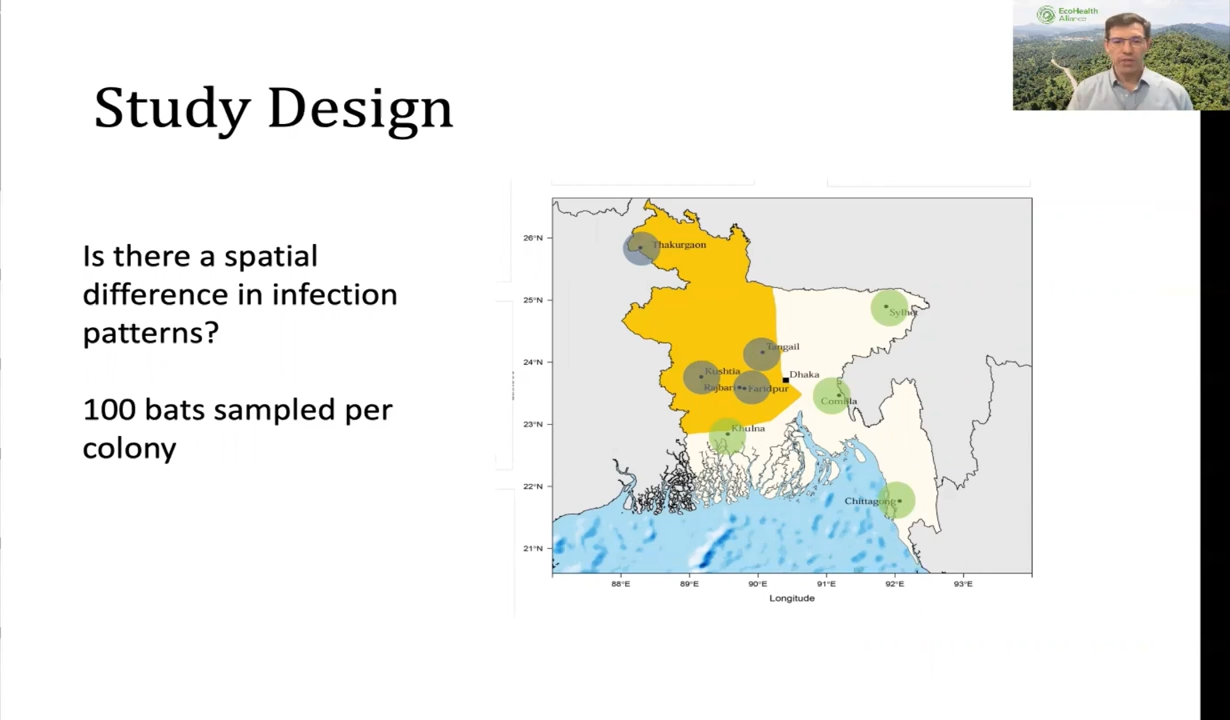 EcoHealth
Alliance
Study Design
Is there a spatial
difference in infection
patterns?
100 bats sampled per
colony
26°N
25°N
24°N
23°N
22°N
21°N
Thakurgaon
Sylhet
Tangail
Dhaka
Kushtia
Rajbari
Faridpur
Comilla
Khulna
Chittagong
88°E
89°E
90°E
91°E
92°E
93°E
Longitude